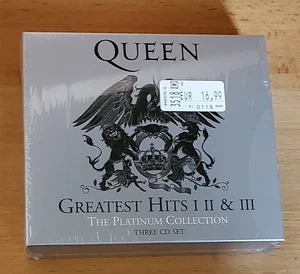 QUEEN
EUR 16,99
GREATEST HITS I II & III
THE PLATINUM COLLECTION
THREE CD SET